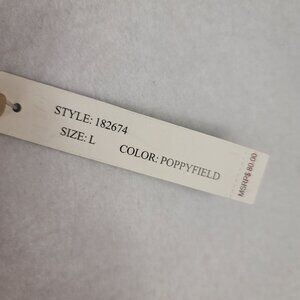 STYLE: 182674
SIZE: L COLOR: POPPYFIELD
MSRP$ 80.00